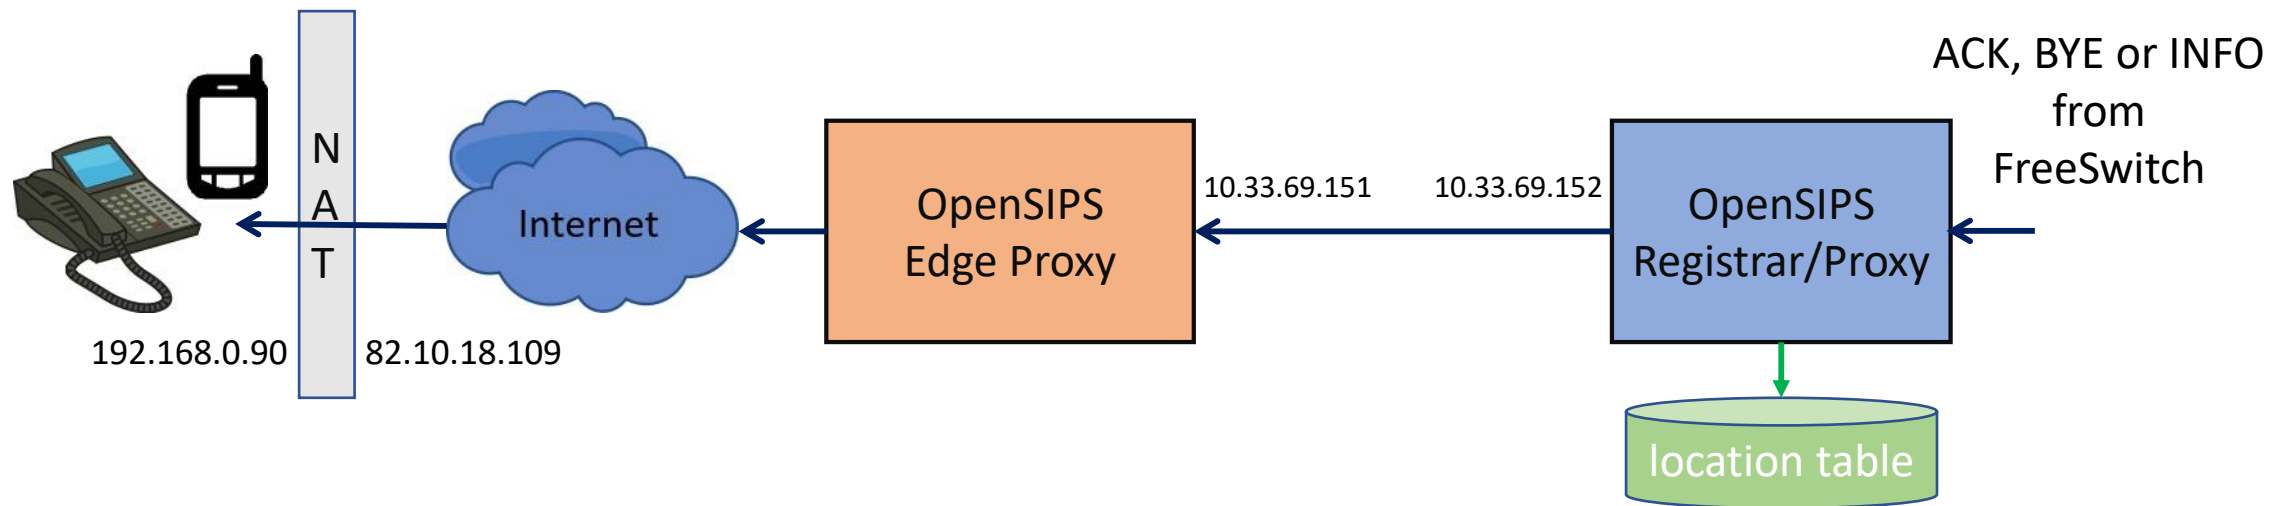 ACK, BYE or INFO
from
FreeSwitch
N
A
T
Internet
OpenSIPS
Edge Proxy
10.33.69.151
10.33.69.152
OpenSIPS
Registrar/Proxy
192.168.0.90
82.10.18.109
location table